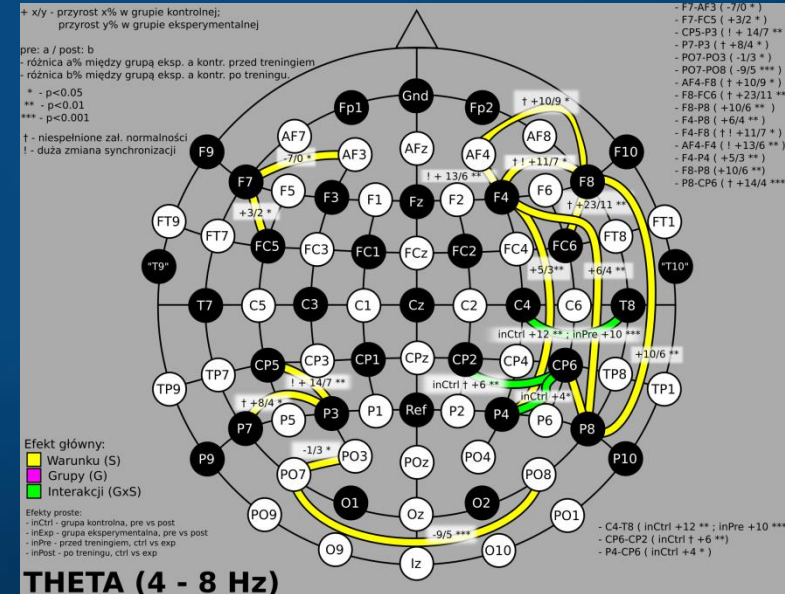 + x/y - przyrost x% w grupie kontrolnej;
przyrost y% w grupie eksperymentalnej
pre: a / post: b
- różnica a% między grupą eksp. a kontr. przed treningiem
- różnica b% między grupą eksp. a kontr. po treningu.
* - p<0.05
** - p<0.01
*** - p<0.001
† - niespełnione zał. normalności
! - duża zmiana synchronizacji
- F7-AF3 ( -7/0 * )
- F7-FC5 ( +3/2 * )
- CP5-P3 ( ! + 14/7 **
- P7-P3 ( † +8/4 * )
- PO7-PO3 ( -1/3 * )
- PO7-PO8 ( -9/5 *** )
- AF4-F8 ( † +10/9 * )
- F8-FC6 ( † +23/11 **
- F8-P8 ( +10/6 ** )
- F4-P8 ( +6/4 ** )
- F4-F8 ( † ! +11/7 * )
- AF4-F4 ( ! +13/6 ** )
- F4-P4 ( +5/3 ** )
- F8-P8 ( +10/6 **)
- P8-CP6 ( † +14/4 ***
Gnd
Fp1 Fp2
† +10/9 *
AF7 AF8
F9 AF3 AFz AF4 F10
-7/0 * † ! +11/7 *
! + 13/6 **
F7 F5 F3 F1 Fz F2 F4 F6 F8
+3/2 * † +23/11 **
FT9 FT7 FC5 FC3 FC1 FCz FC2 FC4 FC6 FT8 FT1
"T9" +5/3** +6/4 ** "T10"
T7 C5 C3 C1 Cz C2 C4 C6 T8
inCtrl +12 ** ; inPre +10 ***
+10/6 **
TP9 TP7 CP5 CP3 CP1 CPz CP2 CP4 CP6 TP8 TP1
! + 14/7 ** inCtrl † +6 **
† +8/4 * inCtrl +4*
P7 P5 P3 P1 Ref P2 P4 P6 P8
-1/3 *
P9 PO7 PO3 POz PO4 PO8 P10
PO9 O1 Oz O2 PO1
-9/5 ***
O9 Iz O10
Efekt główny:
Warunku (S)
Grupy (G)
Interakcji (GxS)
Efekty proste:
- inCtrl - grupa kontrolna, pre vs post
- inExp - grupa eksperymentalna, pre vs post
- inPre - przed treningiem, ctrl vs exp
- inPost - po treningu, ctrl vs exp
- C4-T8 ( inCtrl +12 ** ; inPre +10 ***
- CP6-CP2 ( inCtrl † +6 **)
- P4-CP6 ( inCtrl +4 * )
THETA (4 - 8 Hz)